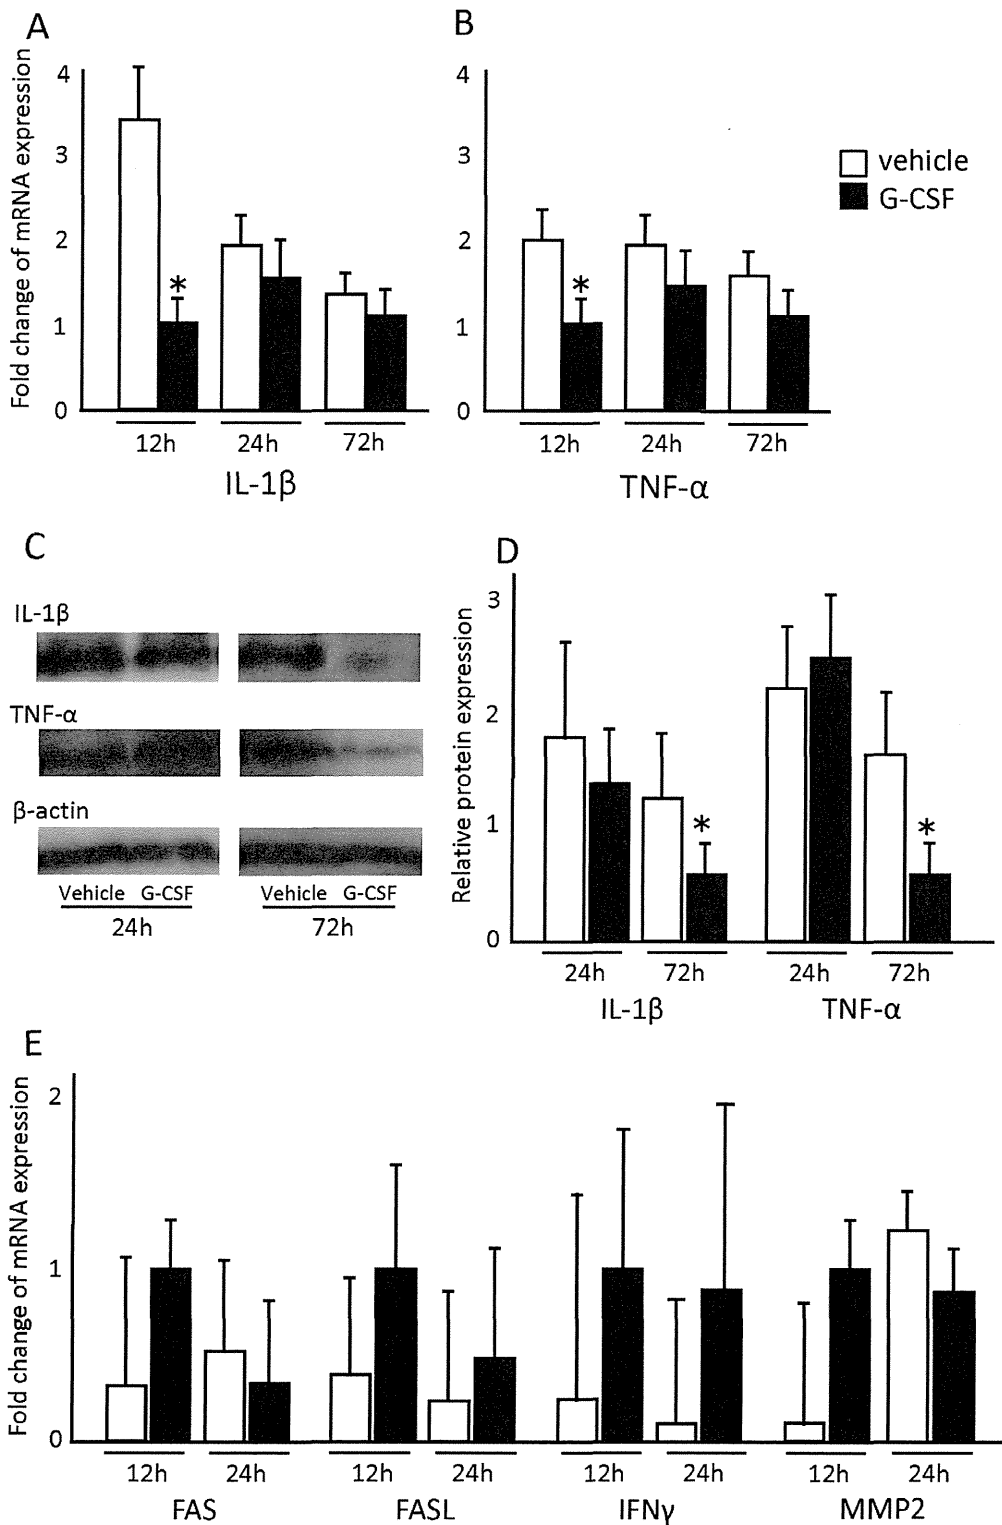 A
B
Fold change of mRNA expression
4
3
2
1
0
*
12h
24h
72h
IL-1β
4
3
2
1
0
*
12h
24h
72h
TNF-α
vehicle
G-CSF
C
IL-1β
TNF-α
β-actin
Vehicle G-CSF
24h
Vehicle G-CSF
72h
D
Relative protein expression
3
2
1
0
*
*
24h
72h
24h
72h
IL-1β
TNF-α
E
Fold change of mRNA expression
2
1
0
12h
24h
12h
24h
12h
24h
12h
24h
FAS
FASL
IFNγ
MMP2